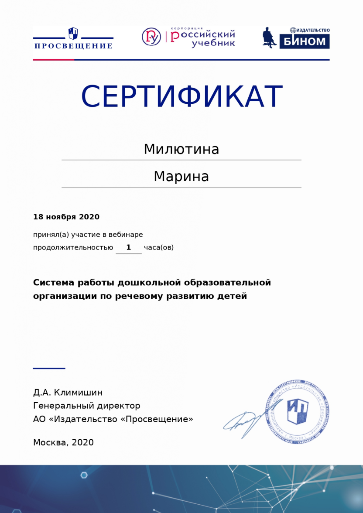 ПРОСВЕЩЕНИЕ
корпорация
российский
учебник
издательство
БИНОМ
СЕРТИФИКАТ
Милютина
Марина
18 ноября 2020
принял(а) участие в вебинаре
продолжительностью 1 часа(ов)
Система работы дошкольной образовательной
организации по речевому развитию детей
Д.А. Климишин
Генеральный директор
АО «Издательство «Просвещение»
Москва, 2020